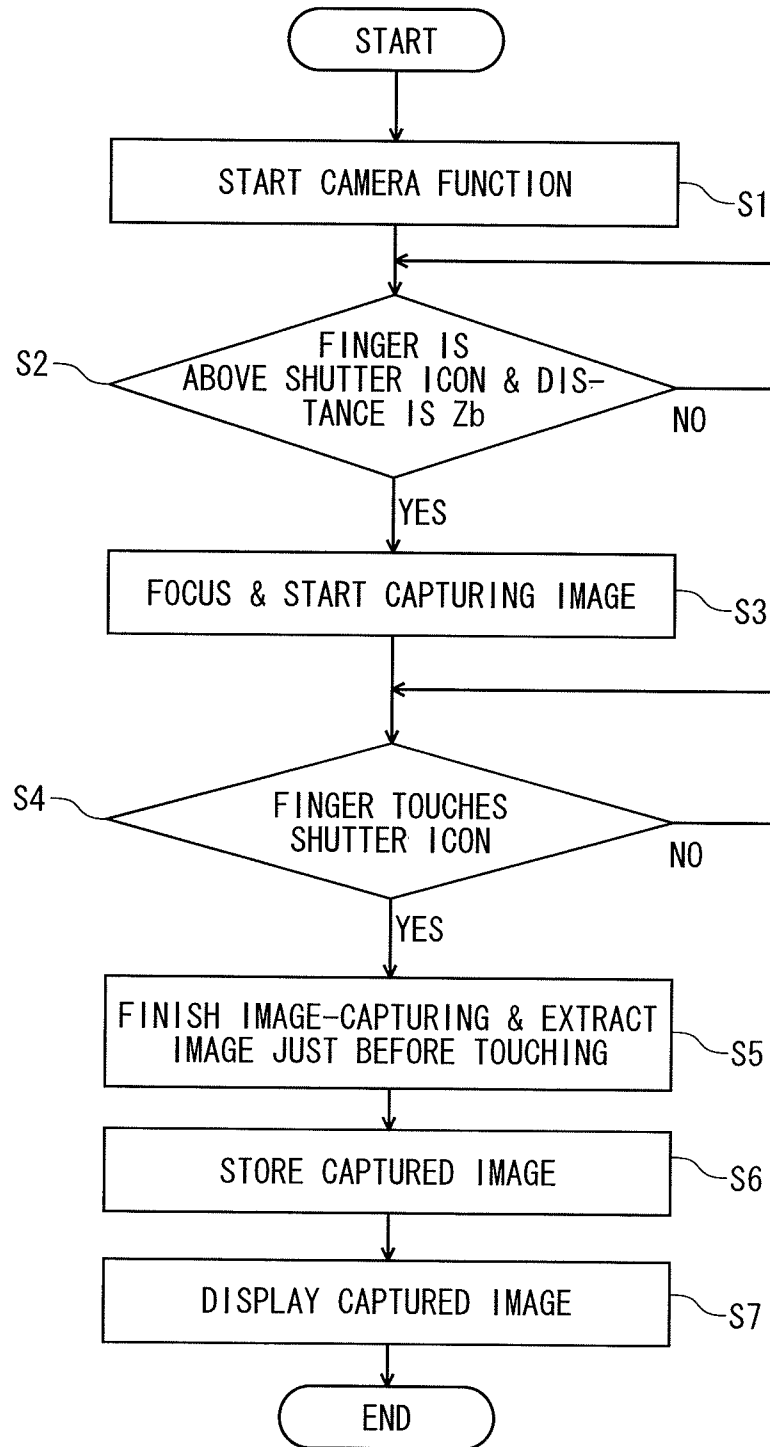 START
START CAMERA FUNCTION
S1
S2
FINGER IS
ABOVE SHUTTER ICON & DIS-
TANCE IS Zb
NO
YES
FOCUS & START CAPTURING IMAGE
S3
S4
FINGER TOUCHES
SHUTTER ICON
NO
YES
FINISH IMAGE-CAPTURING & EXTRACT
IMAGE JUST BEFORE TOUCHING
S5
STORE CAPTURED IMAGE
S6
DISPLAY CAPTURED IMAGE
S7
END